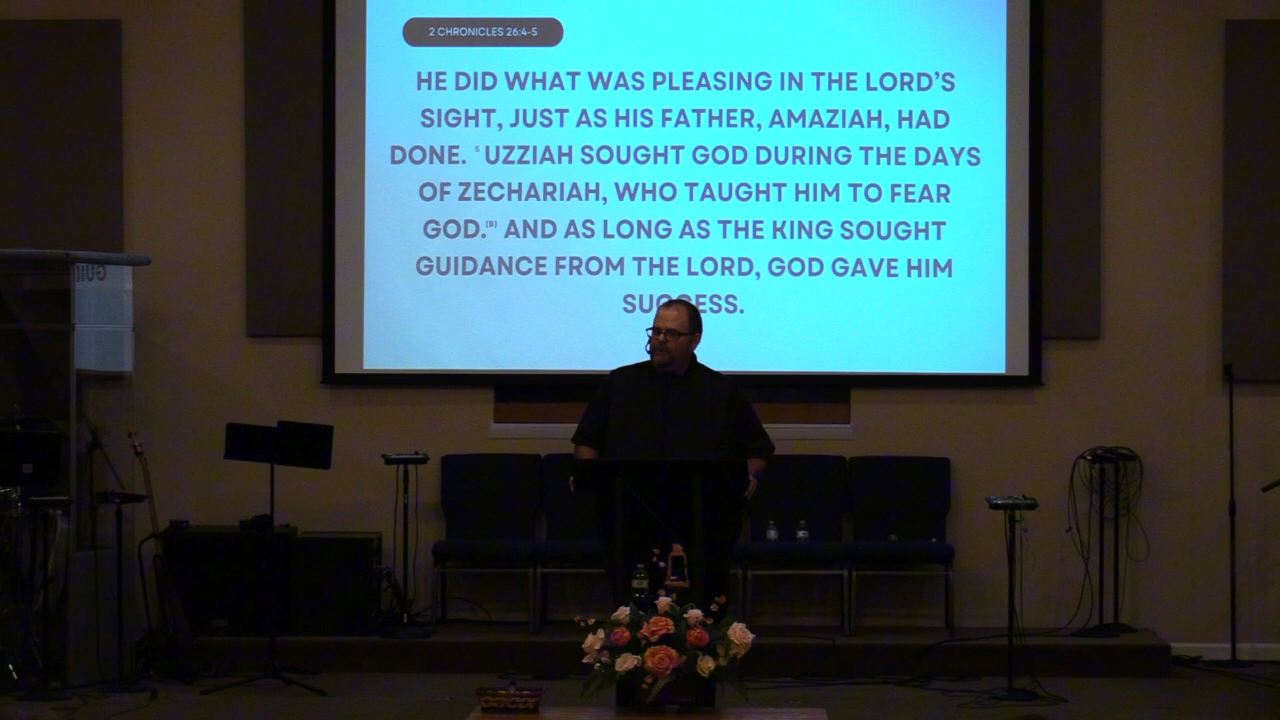 2 CHRONICLES 26:4-5
HE DID WHAT WAS PLEASING IN THE LORD’S
SIGHT, JUST AS HIS FATHER, AMAZIAH, HAD
DONE. 5 UZZIAH SOUGHT GOD DURING THE DAYS
OF ZECHARIAH, WHO TAUGHT HIM TO FEAR
GOD.(B) AND AS LONG AS THE KING SOUGHT
GUIDANCE FROM THE LORD, GOD GAVE HIM
SUCCESS.